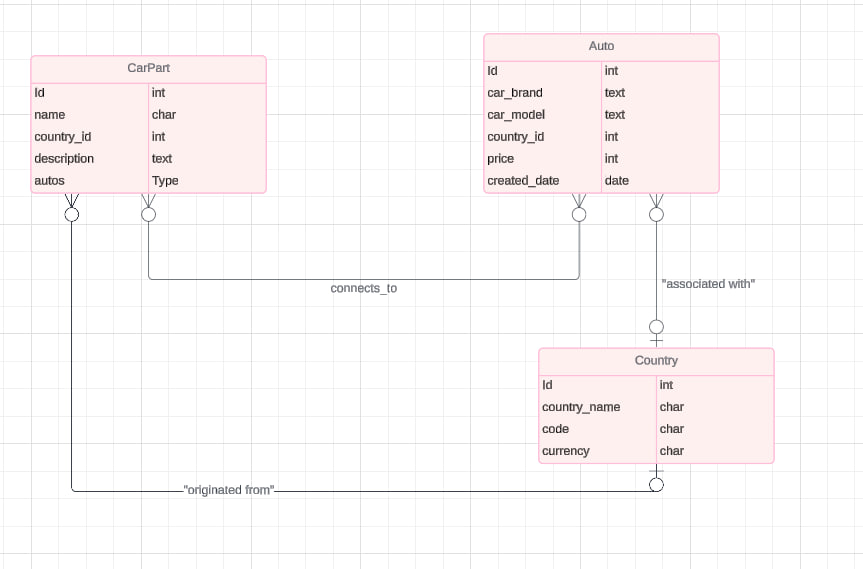 CarPart
Id int
name char
country_id int
description text
autos Type
Auto
Id int
car_brand text
car_model text
country_id int
price int
created_date date
connects_to
"associated with"
Country
Id int
country_name char
code char
currency char
"originated from"